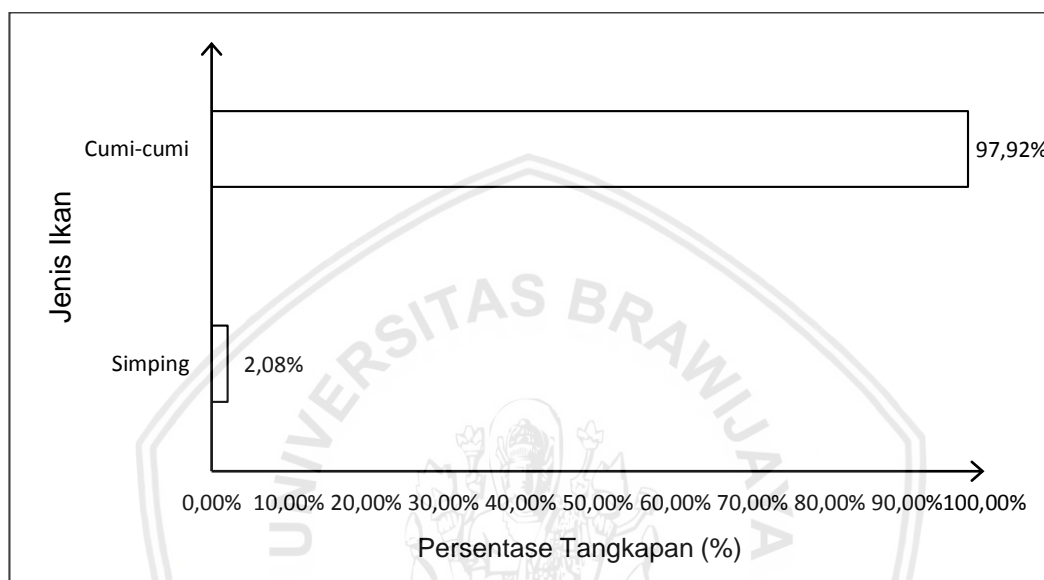 Jenis Ikan
Cumi-cumi
97,92%
Simping
2,08%
0,00% 10,00% 20,00% 30,00% 40,00% 50,00% 60,00% 70,00% 80,00% 90,00% 100,00%
Persentase Tangkapan (%)
UNIVERSITAS BRAWIJAYA